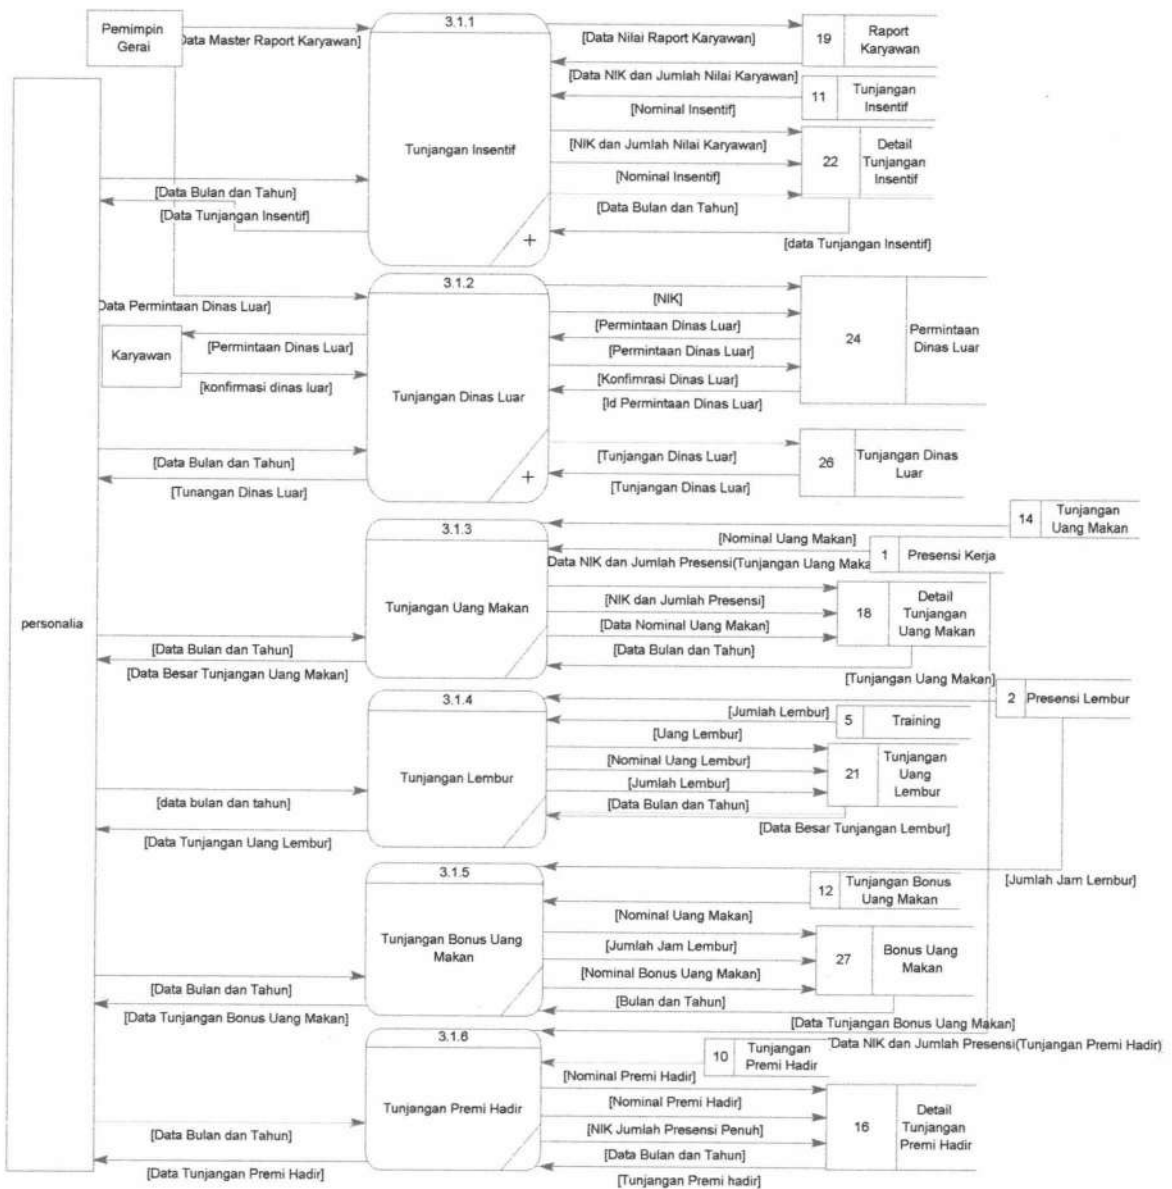 Pemimpin
Gerai
Data Master Raport Karyawan]
3.1.1
[Data Nilai Raport Karyawan]
19
Raport
Karyawan
[Data NIK dan Jumlah Nilai Karyawan]
11
Tunjangan
Insentif
[Nominal Insentif]
Tunjangan Insentif
[NIK dan Jumlah Nilai Karyawan]
22
Detail
Tunjangan
Insentif
[Nominal Insentif]
[Data Bulan dan Tahun]
[Data Bulan dan Tahun]
[Data Tunjangan Insentif]
[data Tunjangan Insentif]
+
3.1.2
Data Permintaan Dinas Luar]
[NIK]
Karyawan
[Permintaan Dinas Luar]
[Permintaan Dinas Luar]
24
Permintaan
Dinas Luar
[Permintaan Dinas Luar]
[konfirmasi dinas luar]
[Konfimrasi Dinas Luar]
Tunjangan Dinas Luar
[Id Permintaan Dinas Luar]
[Data Bulan dan Tahun]
[Tunjangan Dinas Luar]
26
Tunjangan Dinas
Luar
[Tunangan Dinas Luar]
+
[Tunjangan Dinas Luar]
14
Tunjangan
Uang Makan
3.1.3
[Nominal Uang Makan]
1
Presensi Kerja
Data NIK dan Jumlah Presensi(Tunjangan Uang Maka
personalia
Tunjangan Uang Makan
[NIK dan Jumlah Presensi]
18
Detail
Tunjangan
Uang Makan
[Data Nominal Uang Makan]
[Data Bulan dan Tahun]
[Data Bulan dan Tahun]
[Data Besar Tunjangan Uang Makan]
[Tunjangan Uang Makan]
3.1.4
2
Presensi Lembur
[Jumlah Lembur]
5
Training
[Uang Lembur]
Tunjangan Lembur
[Nominal Uang Lembur]
21
Tunjangan
Uang
Lembur
[Jumlah Lembur]
[data bulan dan tahun]
[Data Bulan dan Tahun]
[Data Tunjangan Uang Lembur]
[Data Besar Tunjangan Lembur]
3.1.5
[Jumlah Jam Lembur]
12
Tunjangan Bonus
Uang Makan
[Nominal Uang Makan]
Tunjangan Bonus Uang
Makan
[Jumlah Jam Lembur]
27
Bonus Uang
Makan
[Nominal Bonus Uang Makan]
[Data Bulan dan Tahun]
[Bulan dan Tahun]
[Data Tunjangan Bonus Uang Makan]
[Data Tunjangan Bonus Uang Makan]
3.1.6
Data NIK dan Jumlah Presensi(Tunjangan Premi Hadir)
10
Tunjangan
Premi Hadir
[Nominal Premi Hadir]
Tunjangan Premi Hadir
[Nominal Premi Hadir]
16
Detail
Tunjangan
Premi Hadir
[NIK Jumlah Presensi Penuh]
[Data Bulan dan Tahun]
[Data Bulan dan Tahun]
[Data Tunjangan Premi Hadir]
[Tunjangan Premi hadir]